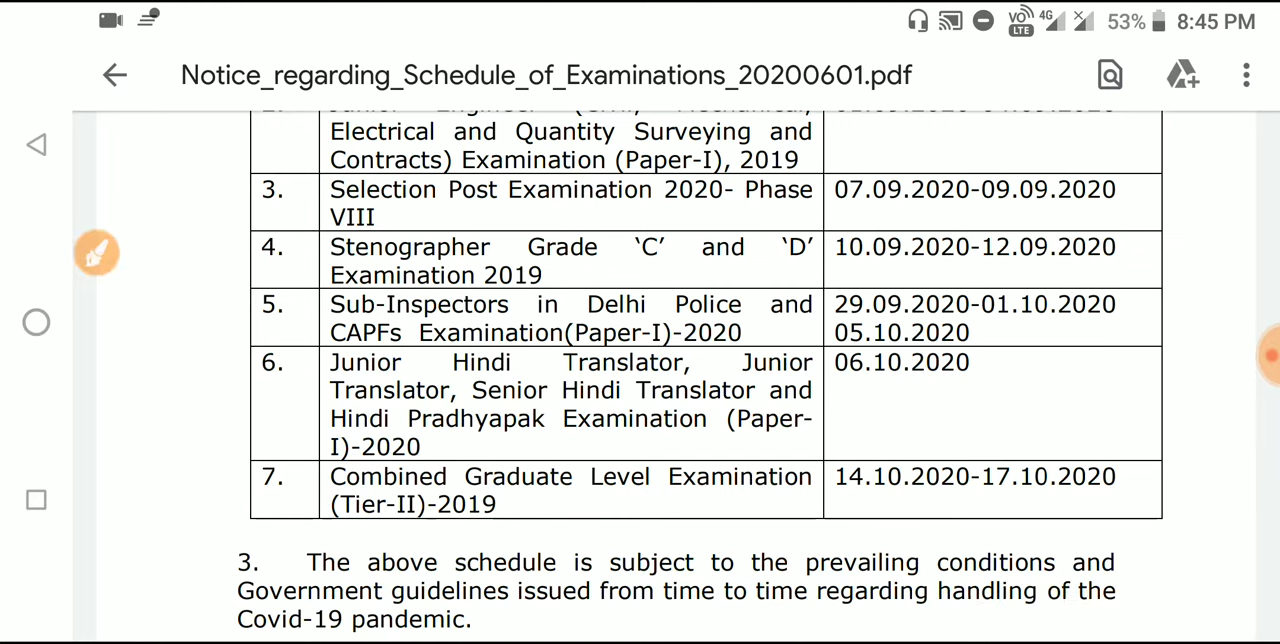 VO)) 4G LTE 53% 8:45 PM
Notice_regarding_Schedule_of_Examinations_20200601.pdf
Electrical and Quantity Surveying and
Contracts) Examination (Paper-I), 2019
3. Selection Post Examination 2020- Phase 07.09.2020-09.09.2020
VIII
4. Stenographer Grade ‘C’ and ‘D’ 10.09.2020-12.09.2020
Examination 2019
5. Sub-Inspectors in Delhi Police and 29.09.2020-01.10.2020
CAPFs Examination(Paper-I)-2020 05.10.2020
6. Junior Hindi Translator, Junior 06.10.2020
Translator, Senior Hindi Translator and
Hindi Pradhyapak Examination (Paper-
I)-2020
7. Combined Graduate Level Examination 14.10.2020-17.10.2020
(Tier-II)-2019
3. The above schedule is subject to the prevailing conditions and
Government guidelines issued from time to time regarding handling of the
Covid-19 pandemic.